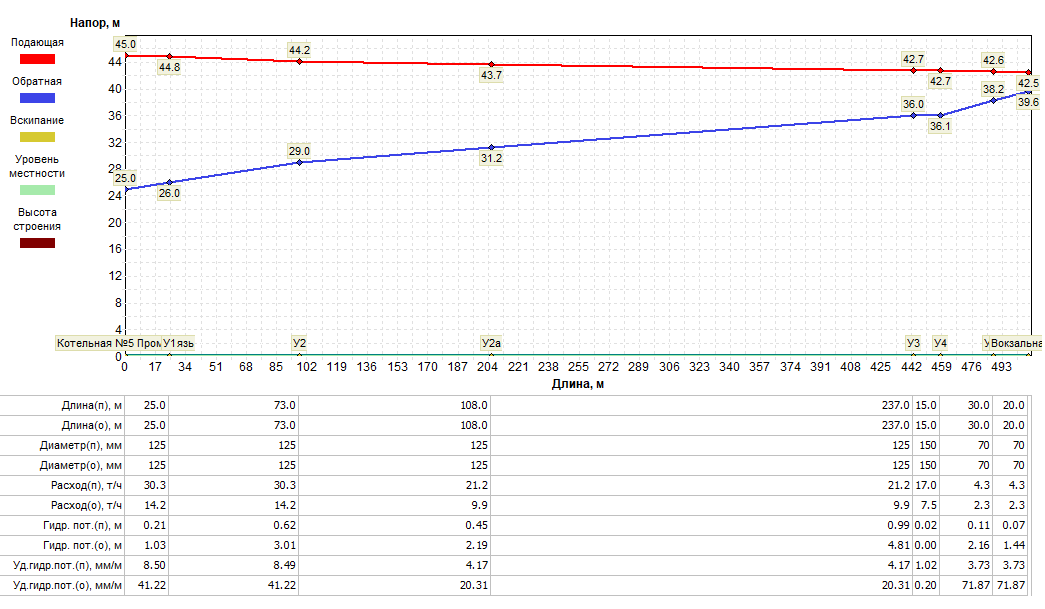 Напор, м
Подающая
Обратная
Вскипание
Уровень
местности
Высота
строения
45.0
44.8
44.2
43.7
42.7
42.7
42.6
42.5
25.0
26.0
29.0
31.2
36.0
36.1
38.2
39.6
44
40
36
32
28
24
20
16
12
8
4
0
Котельная №5 Пром У1язь У2 У2а У3 У4 У Вокзальна
0 17 34 51 68 85 102 119 136 153 170 187 204 221 238 255 272 289 306 323 340 357 374 391 408 425 442 459 476 493
Длина, м
Длина(п), м 25.0 73.0 108.0 237.0 15.0 30.0 20.0
Длина(о), м 25.0 73.0 108.0 237.0 15.0 30.0 20.0
Диаметр(п), мм 125 125 125 125 150 70 70
Диаметр(о), мм 125 125 125 125 150 70 70
Расход(п), т/ч 30.3 30.3 21.2 21.2 17.0 4.3 4.3
Расход(о), т/ч 14.2 14.2 9.9 9.9 7.5 2.3 2.3
Гидр. пот.(п), м 0.21 0.62 0.45 0.99 0.02 0.11 0.07
Гидр. пот.(о), м 1.03 3.01 2.19 4.81 0.00 2.16 1.44
Уд.гидр.пот.(п), мм/м 8.50 8.49 4.17 4.17 1.02 3.73 3.73
Уд.гидр.пот.(о), мм/м 41.22 41.22 20.31 20.31 0.20 71.87 71.87